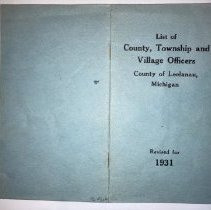 List of
County, Township and
Village Officers
County of Leelanau,
Michigan
Revised for
1931